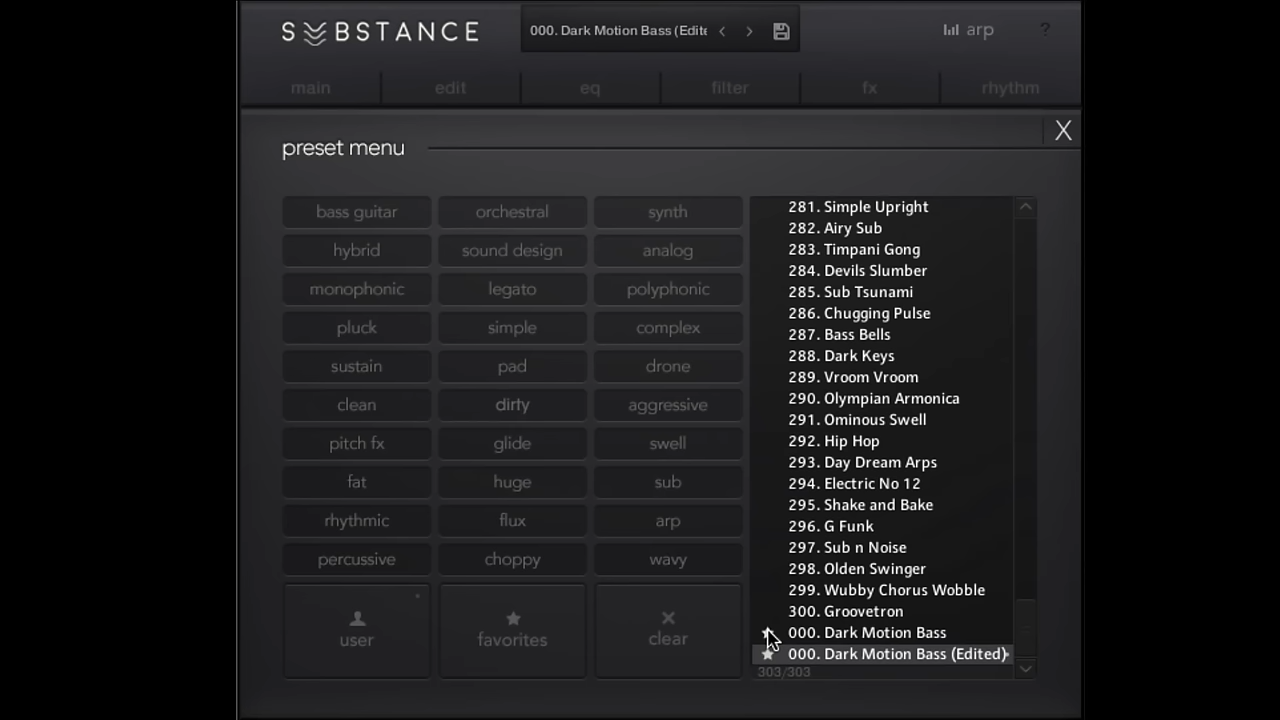 SUBSTANCE
000. Dark Motion Bass (Edite
arp
?
main
edit
eq
filter
fx
rhythm
X
preset menu
bass guitar
orchestral
synth
hybrid
sound design
analog
monophonic
legato
polyphonic
pluck
simple
complex
sustain
pad
drone
clean
dirty
aggressive
pitch fx
glide
swell
fat
huge
sub
rhythmic
flux
arp
percussive
choppy
wavy
user
favorites
clear
281. Simple Upright
282. Airy Sub
283. Timpani Gong
284. Devils Slumber
285. Sub Tsunami
286. Chugging Pulse
287. Bass Bells
288. Dark Keys
289. Vroom Vroom
290. Olympian Armonica
291. Ominous Swell
292. Hip Hop
293. Day Dream Arps
294. Electric No 12
295. Shake and Bake
296. G Funk
297. Sub n Noise
298. Olden Swinger
299. Wubby Chorus Wobble
300. Groovetron
000. Dark Motion Bass
000. Dark Motion Bass (Edited)
303/303